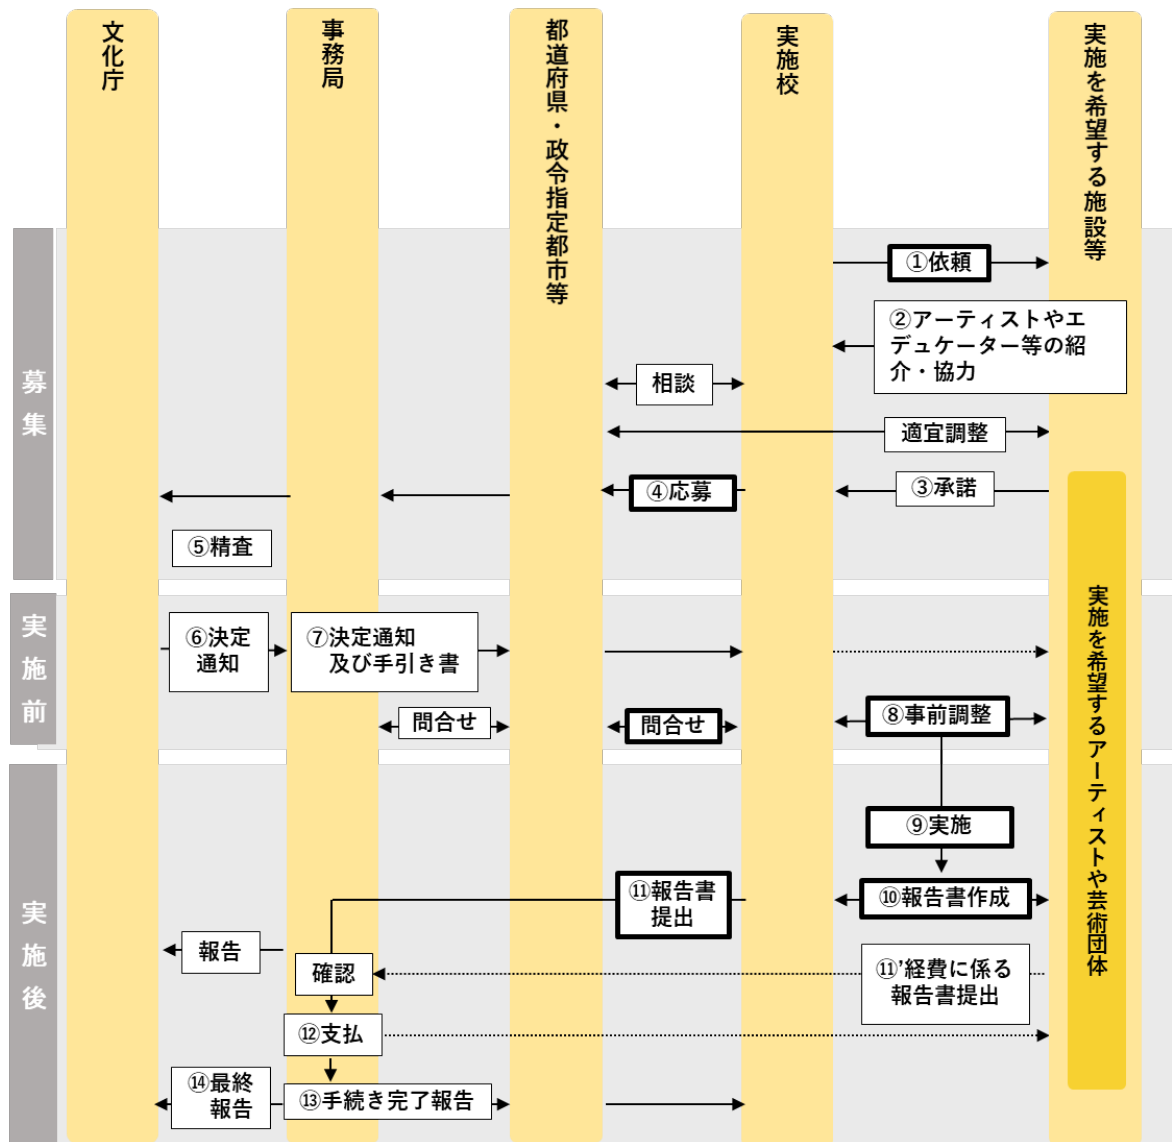 文化庁
事務局
都道府県・政令指定都市等
実施校
実施を希望する施設等
募集
①依頼
②アーティストやエ
デュケーター等の紹
介・協力
相談
適宜調整
③承諾
④応募
⑤精査
実施を希望するアーティストや芸術団体
実施前
⑥決定
通知
⑦決定通知
及び手引き書
問合せ
問合せ
⑧事前調整
実施後
⑨実施
⑩報告書作成
⑪報告書
提出
報告
確認
⑪’経費に係る
報告書提出
⑫支払
⑭最終
報告
⑬手続き完了報告